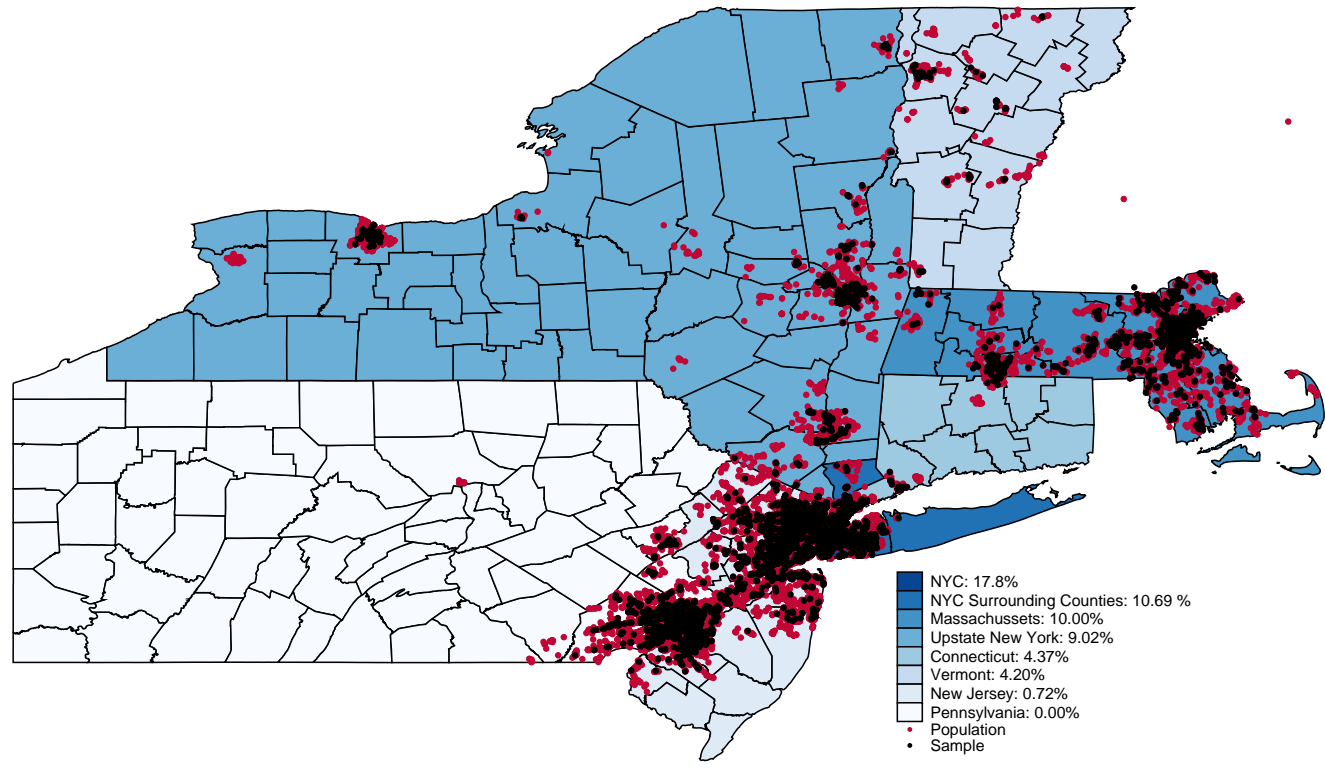 NYC: 17.8%
NYC Surrounding Counties: 10.69 %
Massachussets: 10.00%
Upstate New York: 9.02%
Connecticut: 4.37%
Vermont: 4.20%
New Jersey: 0.72%
Pennsylvania: 0.00%
Population
Sample